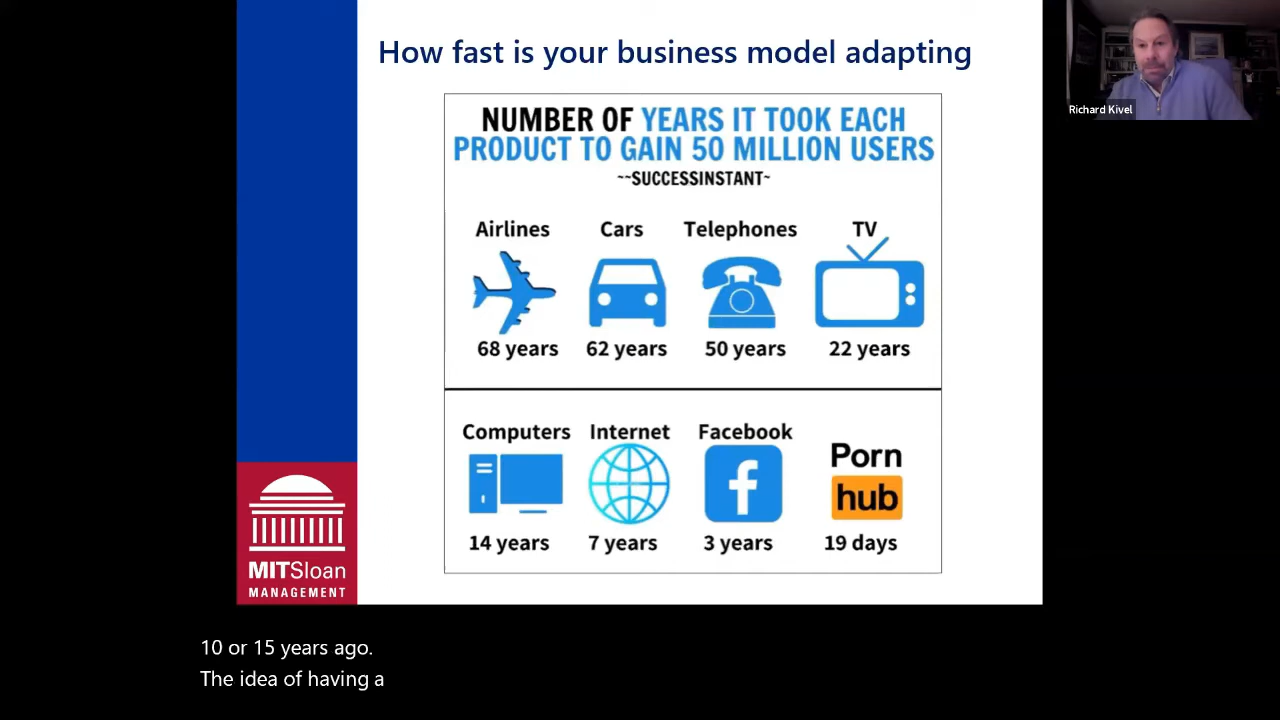 How fast is your business model adapting
Richard Kivel
NUMBER OF YEARS IT TOOK EACH
PRODUCT TO GAIN 50 MILLION USERS
~~SUCCESSINSTANT~
Airlines Cars Telephones TV
68 years 62 years 50 years 22 years
Computers Internet Facebook Porn
hub
f
14 years 7 years 3 years 19 days
MITSloan
MANAGEMENT
10 or 15 years ago.
The idea of having a